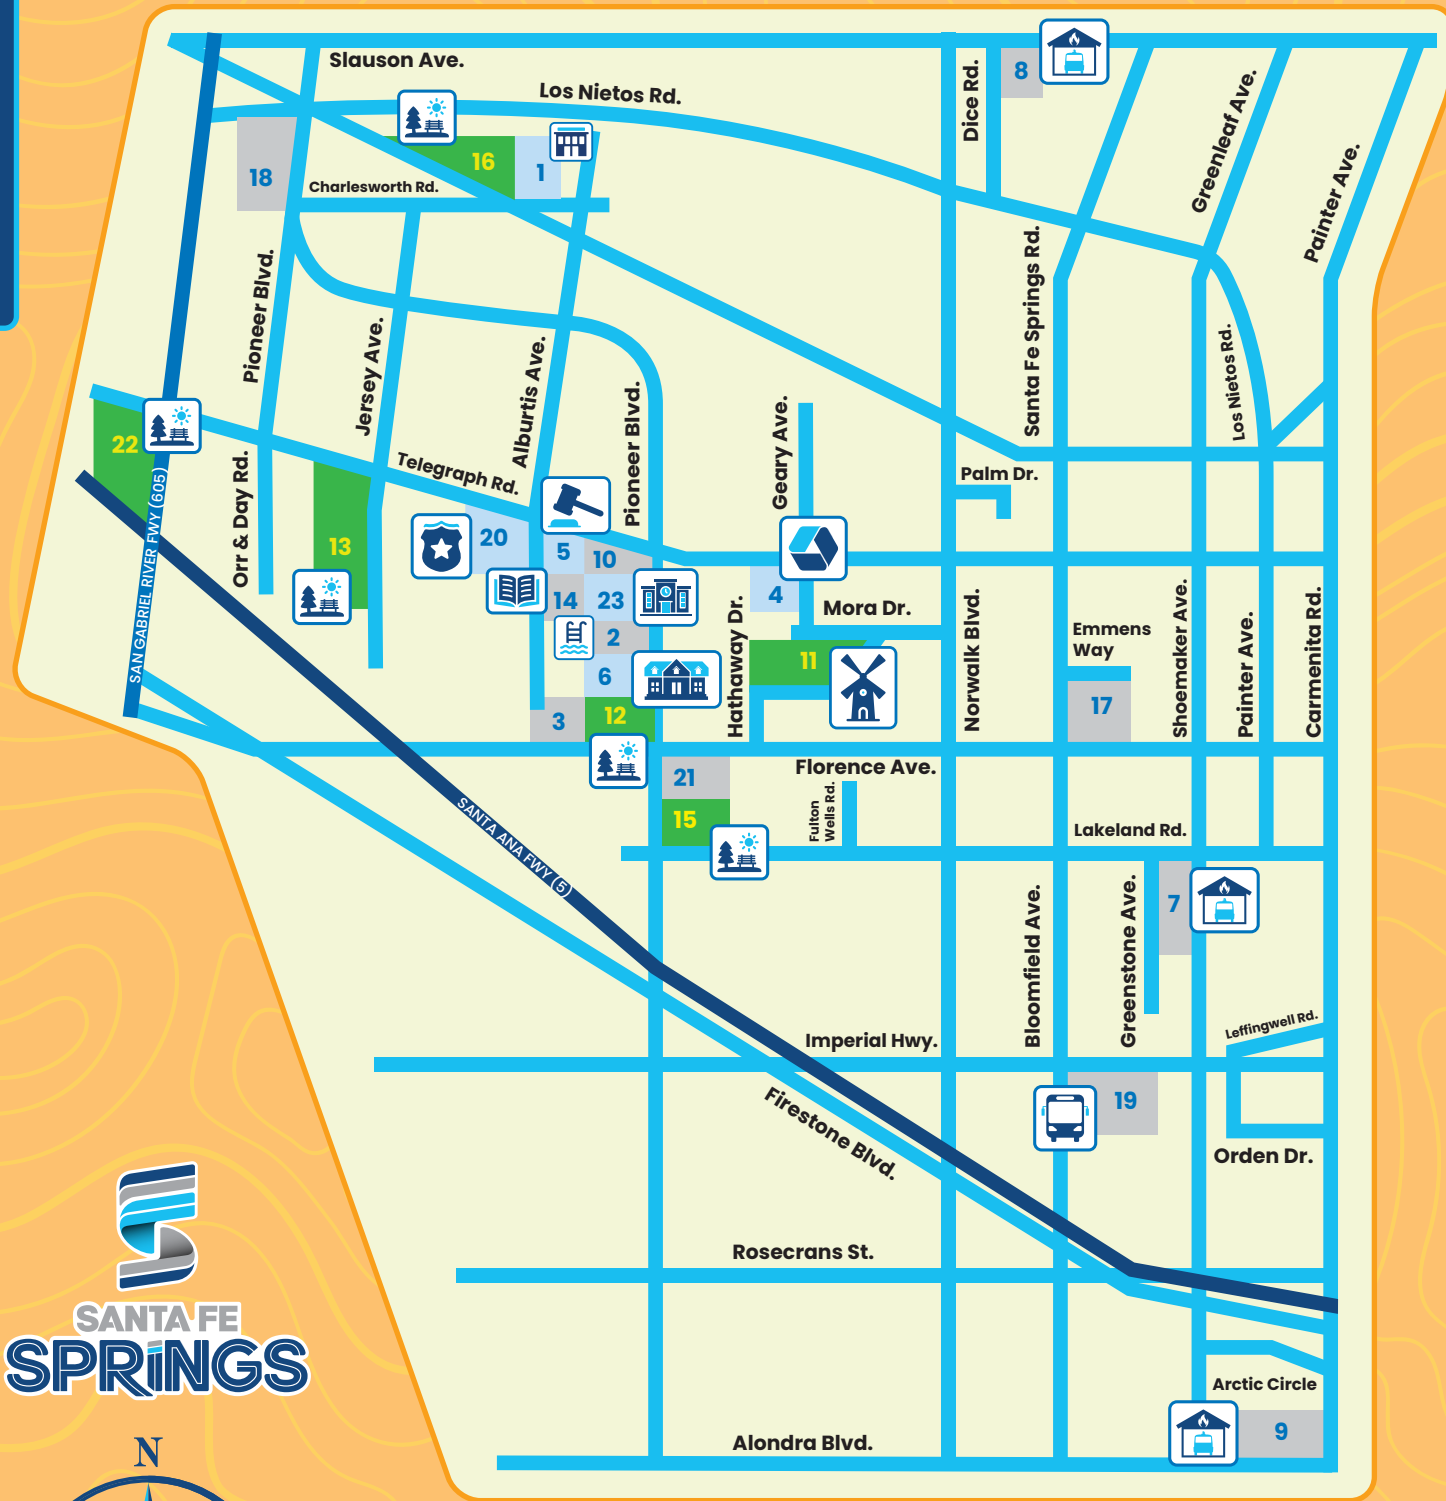 Slauson Ave.
Los Nietos Rd.
Dice Rd.
8
Greenleaf Ave.
Painter Ave.
16
1
18
Charlesworth Rd.
Santa Fe Springs Rd.
Pioneer Blvd.
Jersey Ave.
Alburtis Ave.
Pioneer Blvd.
Geary Ave.
Los Nietos Rd.
22
Telegraph Rd.
Palm Dr.
Orr & Day Rd.
13
20
5
10
SAN GABRIEL RIVER FWY (605)
14
23
4
Mora Dr.
2
Hathaway Dr.
Norwalk Blvd.
Emmens
Way
Shoemaker Ave.
Painter Ave.
Carmenita Rd.
6
11
3
12
17
21
Florence Ave.
15
Fulton
Wells Rd.
Lakeland Rd.
SANTA ANA FWY (5)
Bloomfield Ave.
Greenstone Ave.
7
Leffingwell Rd.
Imperial Hwy.
19
Firestone Blvd.
Orden Dr.
Rosecrans St.
SANTA FE
SPRiNGS
Arctic Circle
9
Alondra Blvd.
N